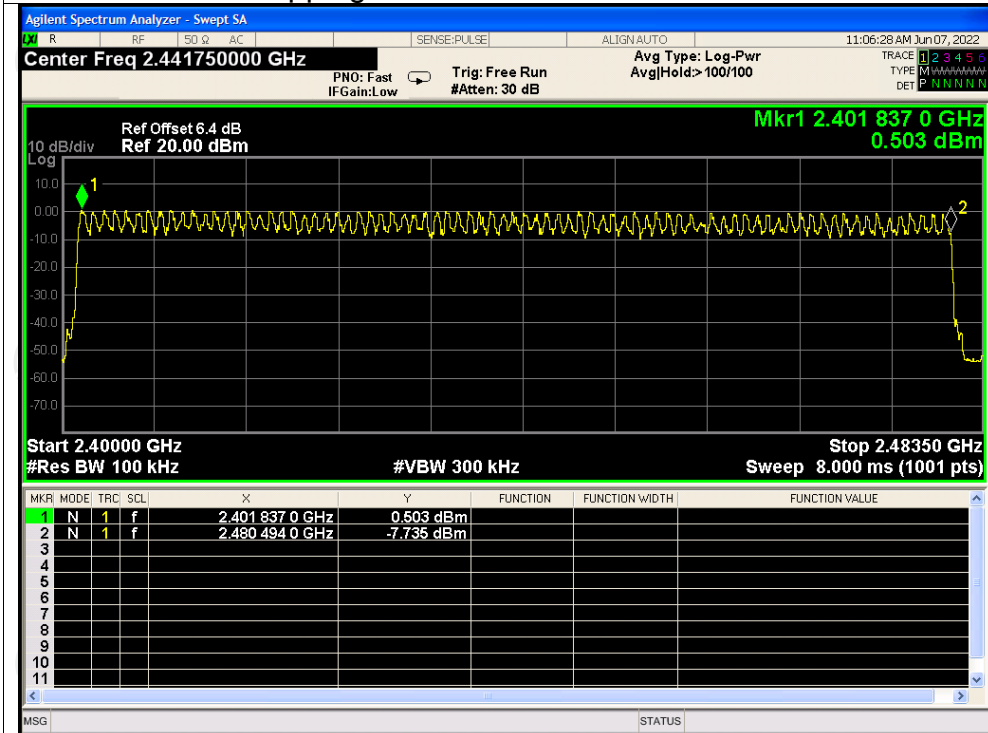 pping
Agilent Spectrum Analyzer - Swept SA
LXI R RF 50 Ω AC SENSE:PULSE ALIGN AUTO 11:06:28 AM Jun 07, 2022
Center Freq 2.441750000 GHz Avg Type: Log-Pwr TRACE 1 2 3 4 5 6
PNO: Fast Trig: Free Run Avg|Hold:>100/100 TYPE M
IFGain:Low #Atten: 30 dB DET P N N N N N
Mkr1 2.401 837 0 GHz
Ref Offset 6.4 dB
10 dB/div Ref 20.00 dBm 0.503 dBm
Log
10.0
1
0.00
2
-10.0
-20.0
-30.0
-40.0
-50.0
-60.0
-70.0
Start 2.40000 GHz Stop 2.48350 GHz
#Res BW 100 kHz #VBW 300 kHz Sweep 8.000 ms (1001 pts)
MKR MODE TRC SCL X Y FUNCTION FUNCTION WIDTH FUNCTION VALUE
1 N 1 f 2.401 837 0 GHz 0.503 dBm
2 N 1 f 2.480 494 0 GHz -7.735 dBm
3
4
5
6
7
8
9
10
11
MSG STATUS